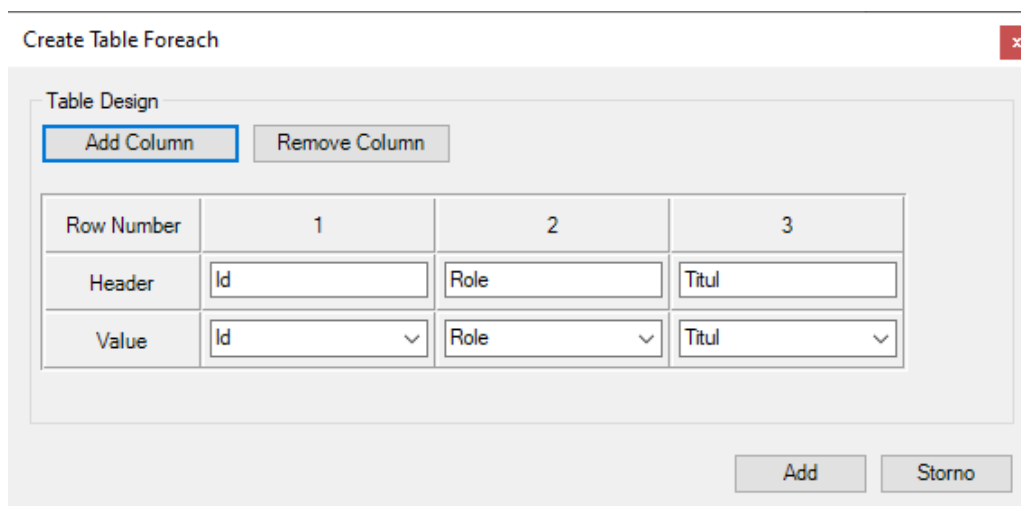 Create Table Foreach
x
Table Design
Add Column Remove Column
Row Number 1 2 3
Header Id Role Titul
Value Id Role Titul
Add Storno